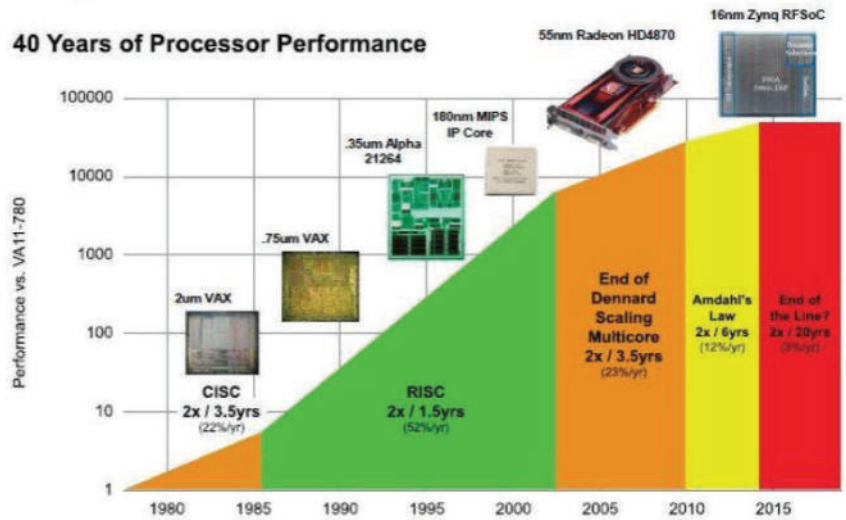 40 Years of Processor Performance
16nm Zynq RFSoC
55nm Radeon HD4870
180nm MIPS
IP Core
.35um Alpha
21264
.75um VAX
2um VAX
Performance vs. VA11-780
100000
10000
1000
100
10
1
CISC
2x / 3.5yrs
(22%/yr)
RISC
2x / 1.5yrs
(52%/yr)
End of
Dennard
Scaling
Multicore
2x / 3.5yrs
(23%/yr)
Amdahl's
Law
2x / 6yrs
(12%/yr)
End of
the Line?
2x / 20yrs
(3%/yr)
1980
1985
1990
1995
2000
2005
2010
2015